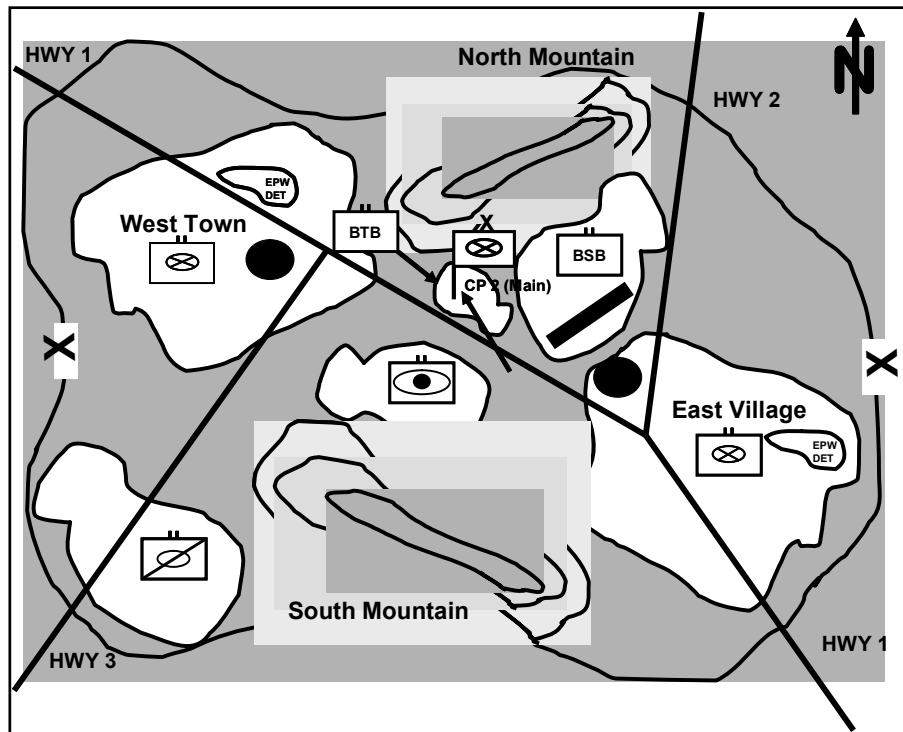 HWY 1
North Mountain
N
HWY 2
EPW
DET
West Town
BTB
X
BSB
CP 2 (Main)
X
X
East Village
EPW
DET
South Mountain
HWY 3
HWY 1